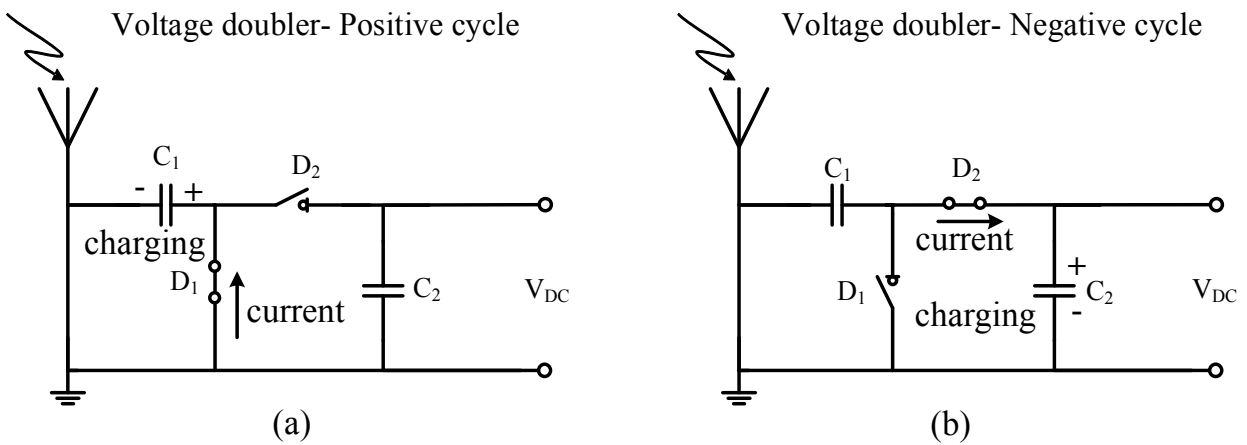 Voltage doubler- Positive cycle
C1
D2
- +
charging
D1
current
C2
VDC
(a)
Voltage doubler- Negative cycle
C1
D2
current
D1
charging
+
C2
-
VDC
(b)